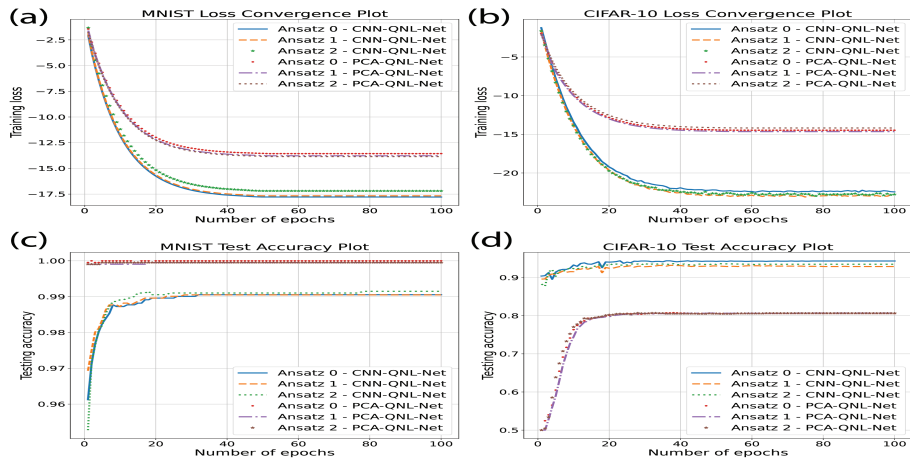 (a)
MNIST Loss Convergence Plot
Training loss
−2.5
−5.0
−7.5
−10.0
−12.5
−15.0
−17.5
0 20 40 60 80 100
Number of epochs
Ansatz 0 - CNN-QNL-Net
Ansatz 1 - CNN-QNL-Net
Ansatz 2 - CNN-QNL-Net
Ansatz 0 - PCA-QNL-Net
Ansatz 1 - PCA-QNL-Net
Ansatz 2 - PCA-QNL-Net
(b)
CIFAR-10 Loss Convergence Plot
Training loss
−5
−10
−15
−20
0 20 40 60 80 100
Number of epochs
Ansatz 0 - CNN-QNL-Net
Ansatz 1 - CNN-QNL-Net
Ansatz 2 - CNN-QNL-Net
Ansatz 0 - PCA-QNL-Net
Ansatz 1 - PCA-QNL-Net
Ansatz 2 - PCA-QNL-Net
(c)
MNIST Test Accuracy Plot
Testing accuracy
1.00
0.99
0.98
0.97
0.96
0 20 40 60 80 100
Number of epochs
Ansatz 0 - CNN-QNL-Net
Ansatz 1 - CNN-QNL-Net
Ansatz 2 - CNN-QNL-Net
Ansatz 0 - PCA-QNL-Net
Ansatz 1 - PCA-QNL-Net
Ansatz 2 - PCA-QNL-Net
(d)
CIFAR-10 Test Accuracy Plot
Testing accuracy
0.9
0.8
0.7
0.6
0.5
0 20 40 60 80 100
Number of epochs
Ansatz 0 - CNN-QNL-Net
Ansatz 1 - CNN-QNL-Net
Ansatz 2 - CNN-QNL-Net
Ansatz 0 - PCA-QNL-Net
Ansatz 1 - PCA-QNL-Net
Ansatz 2 - PCA-QNL-Net